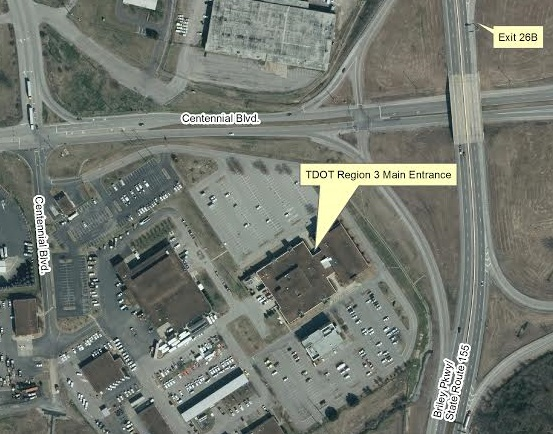 Exit 26B
Centennial Blvd.
TDOT Region 3 Main Entrance
Centennial Blvd.
Briley Pkwy/
State Route 155